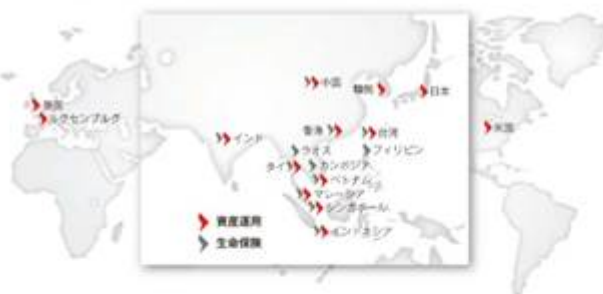 中国
韓国
日本
英国
ルクセンブルグ
米国
香港
台湾
インド
ラオス
フィリピン
タイ
カンボジア
ベトナム
マレーシア
シンガポール
インドネシア
資産運用
生命保険